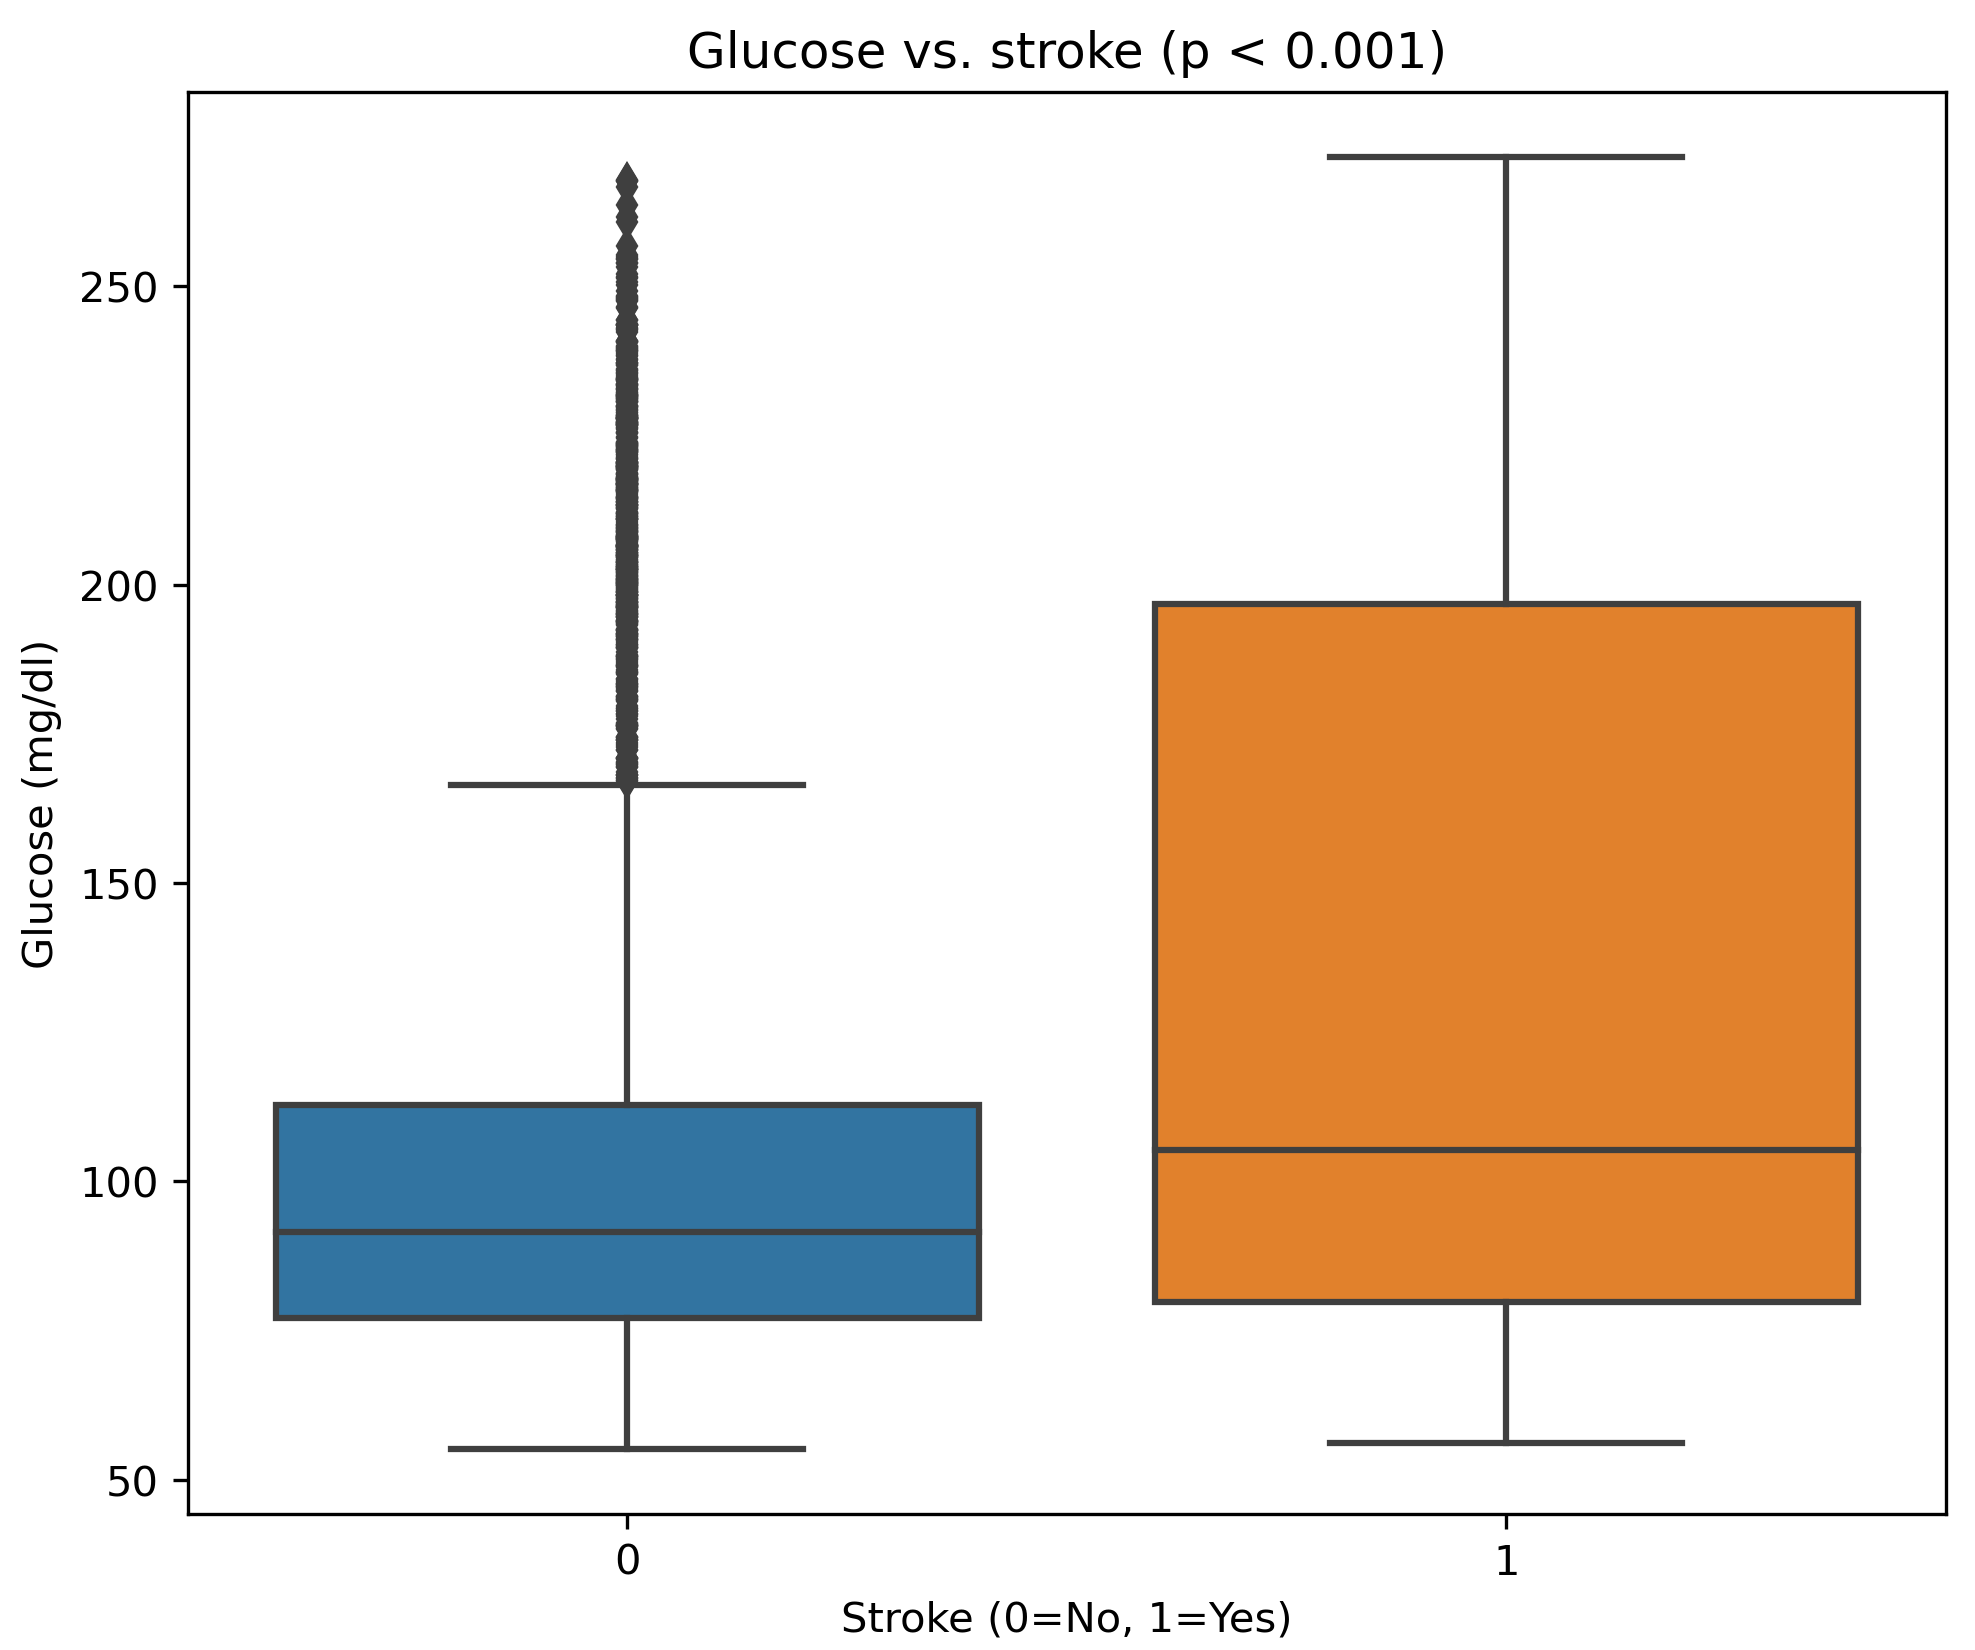 Glucose vs. stroke (p < 0.001)
Glucose (mg/dl)
250
200
150
100
50
0
1
Stroke (0=No, 1=Yes)